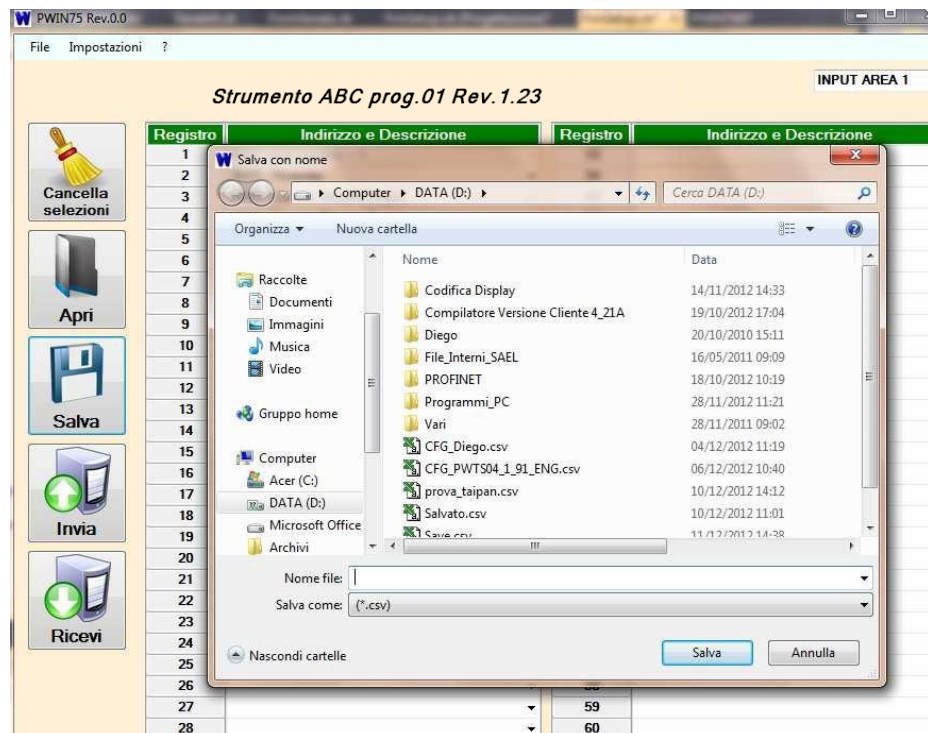 PWIN75 Rev.0.0
File Impostazioni ?
INPUT AREA 1
Strumento ABC prog.01 Rev.1.23
Registro Indirizzo e Descrizione Registro Indirizzo e Descrizione
Cancella selezioni
Apri
Salva
Invia
Ricevi
1
2
3
4
5
6
7
8
9
10
11
12
13
14
15
16
17
18
19
20
21
22
23
24
25
26
27 59
28 60
Salva con nome
Computer DATA (D:) Cerca DATA (D:)
Organizza Nuova cartella
Raccolte
Documenti
Immagini
Musica
Video
Gruppo home
Computer
Acer (C:)
DATA (D:)
Microsoft Office
Archivi
Nome Data
Codifica Display 14/11/2012 14:33
Compilatore Versione Cliente 4_21A 19/10/2012 17:04
Diego 20/10/2010 15:11
File_Interni_SAEL 16/05/2011 09:09
PROFINET 18/10/2012 10:19
Programmi_PC 28/11/2012 11:21
Vari 28/11/2011 09:02
CFG_Diego.csv 04/12/2012 11:19
CFG_PWTS04_1_91_ENG.csv 06/12/2012 10:40
prova_taipan.csv 10/12/2012 14:12
Salvato.csv 10/12/2012 11:01
Save.csv 11/12/2012 14:38
Nome file:
Salva come: (*.csv)
Nascondi cartelle Salva Annulla